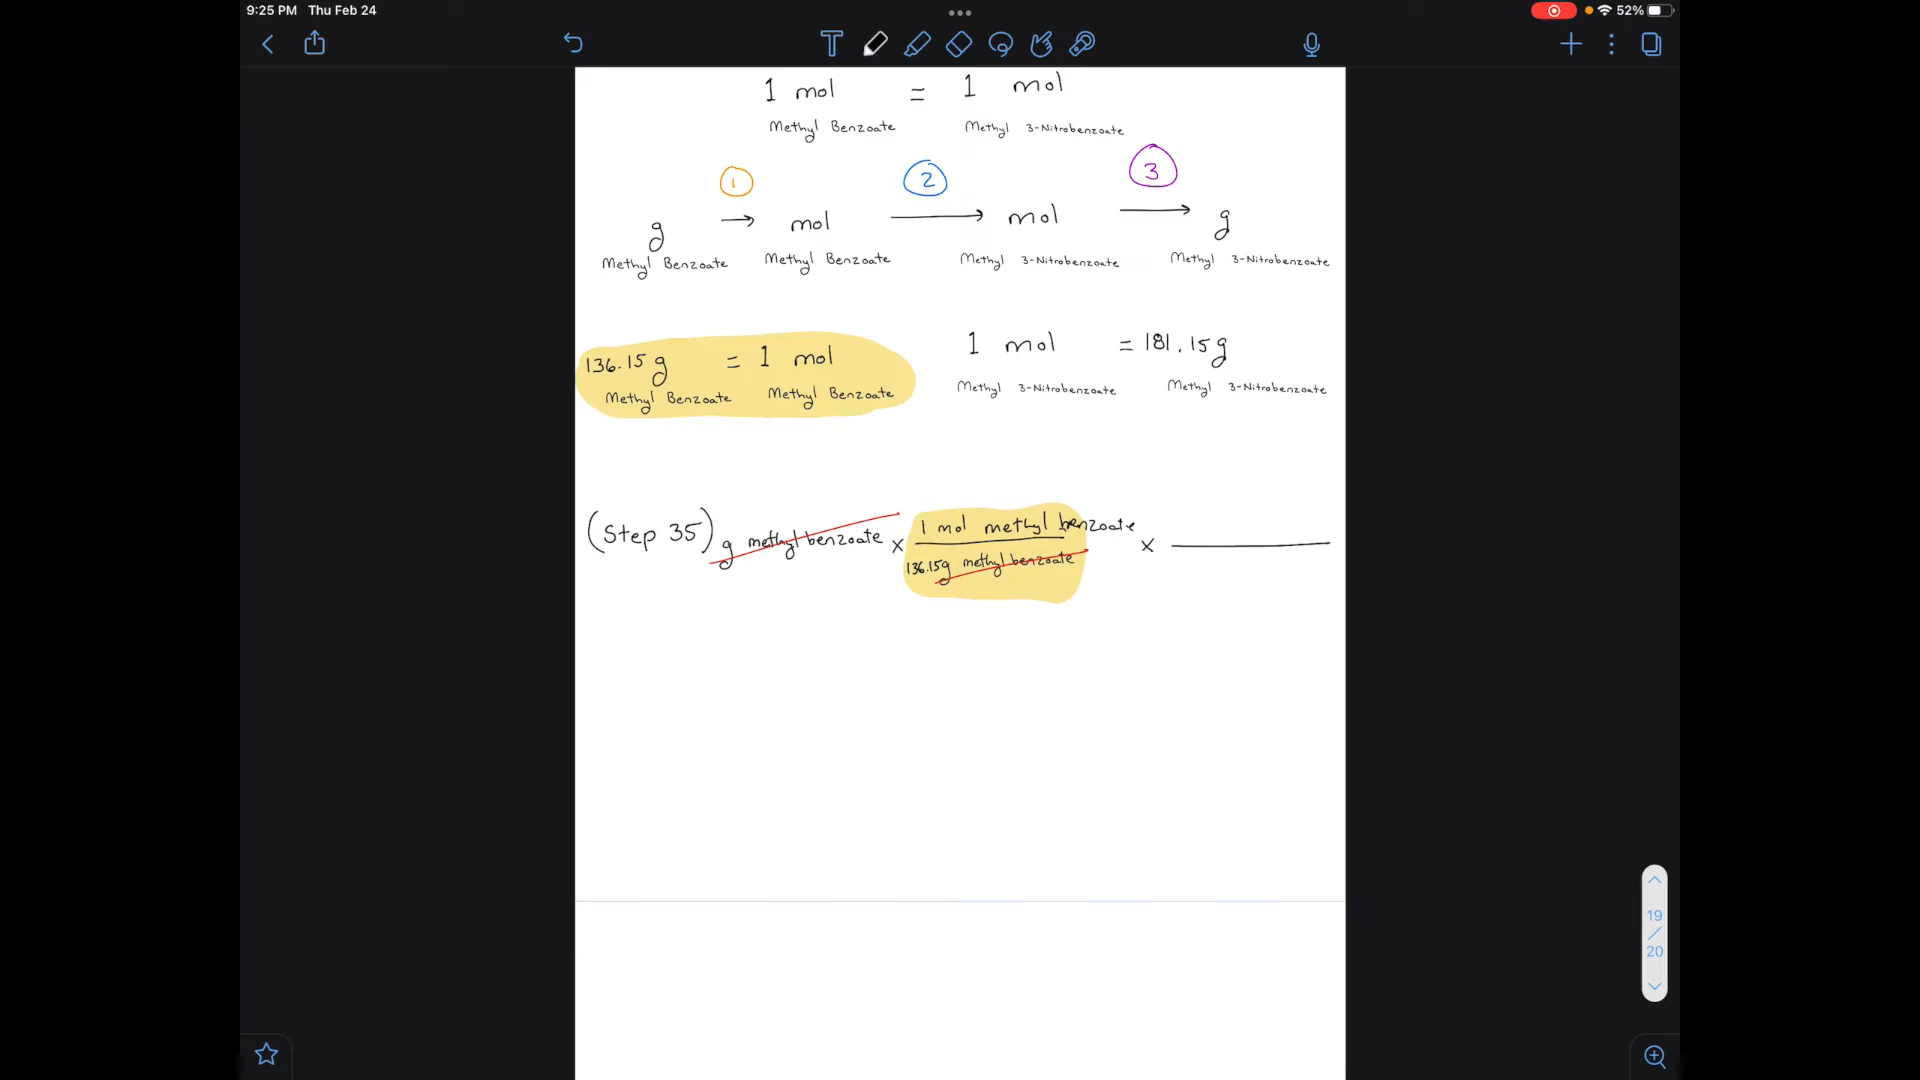 9:25 PM Thu Feb 24
52%
1 mol = 1 mol
Methyl Benzoate Methyl 3-Nitrobenzoate
1 2 3
g → mol → mol → g
Methyl Benzoate Methyl Benzoate Methyl 3-Nitrobenzoate Methyl 3-Nitrobenzoate
136.15 g = 1 mol 1 mol = 181.15g
Methyl Benzoate Methyl Benzoate Methyl 3-Nitrobenzoate Methyl 3-Nitrobenzoate
(Step 35) g methyl benzoate x 1 mol methyl benzoate x
136.15g methyl benzoate
19
/
20